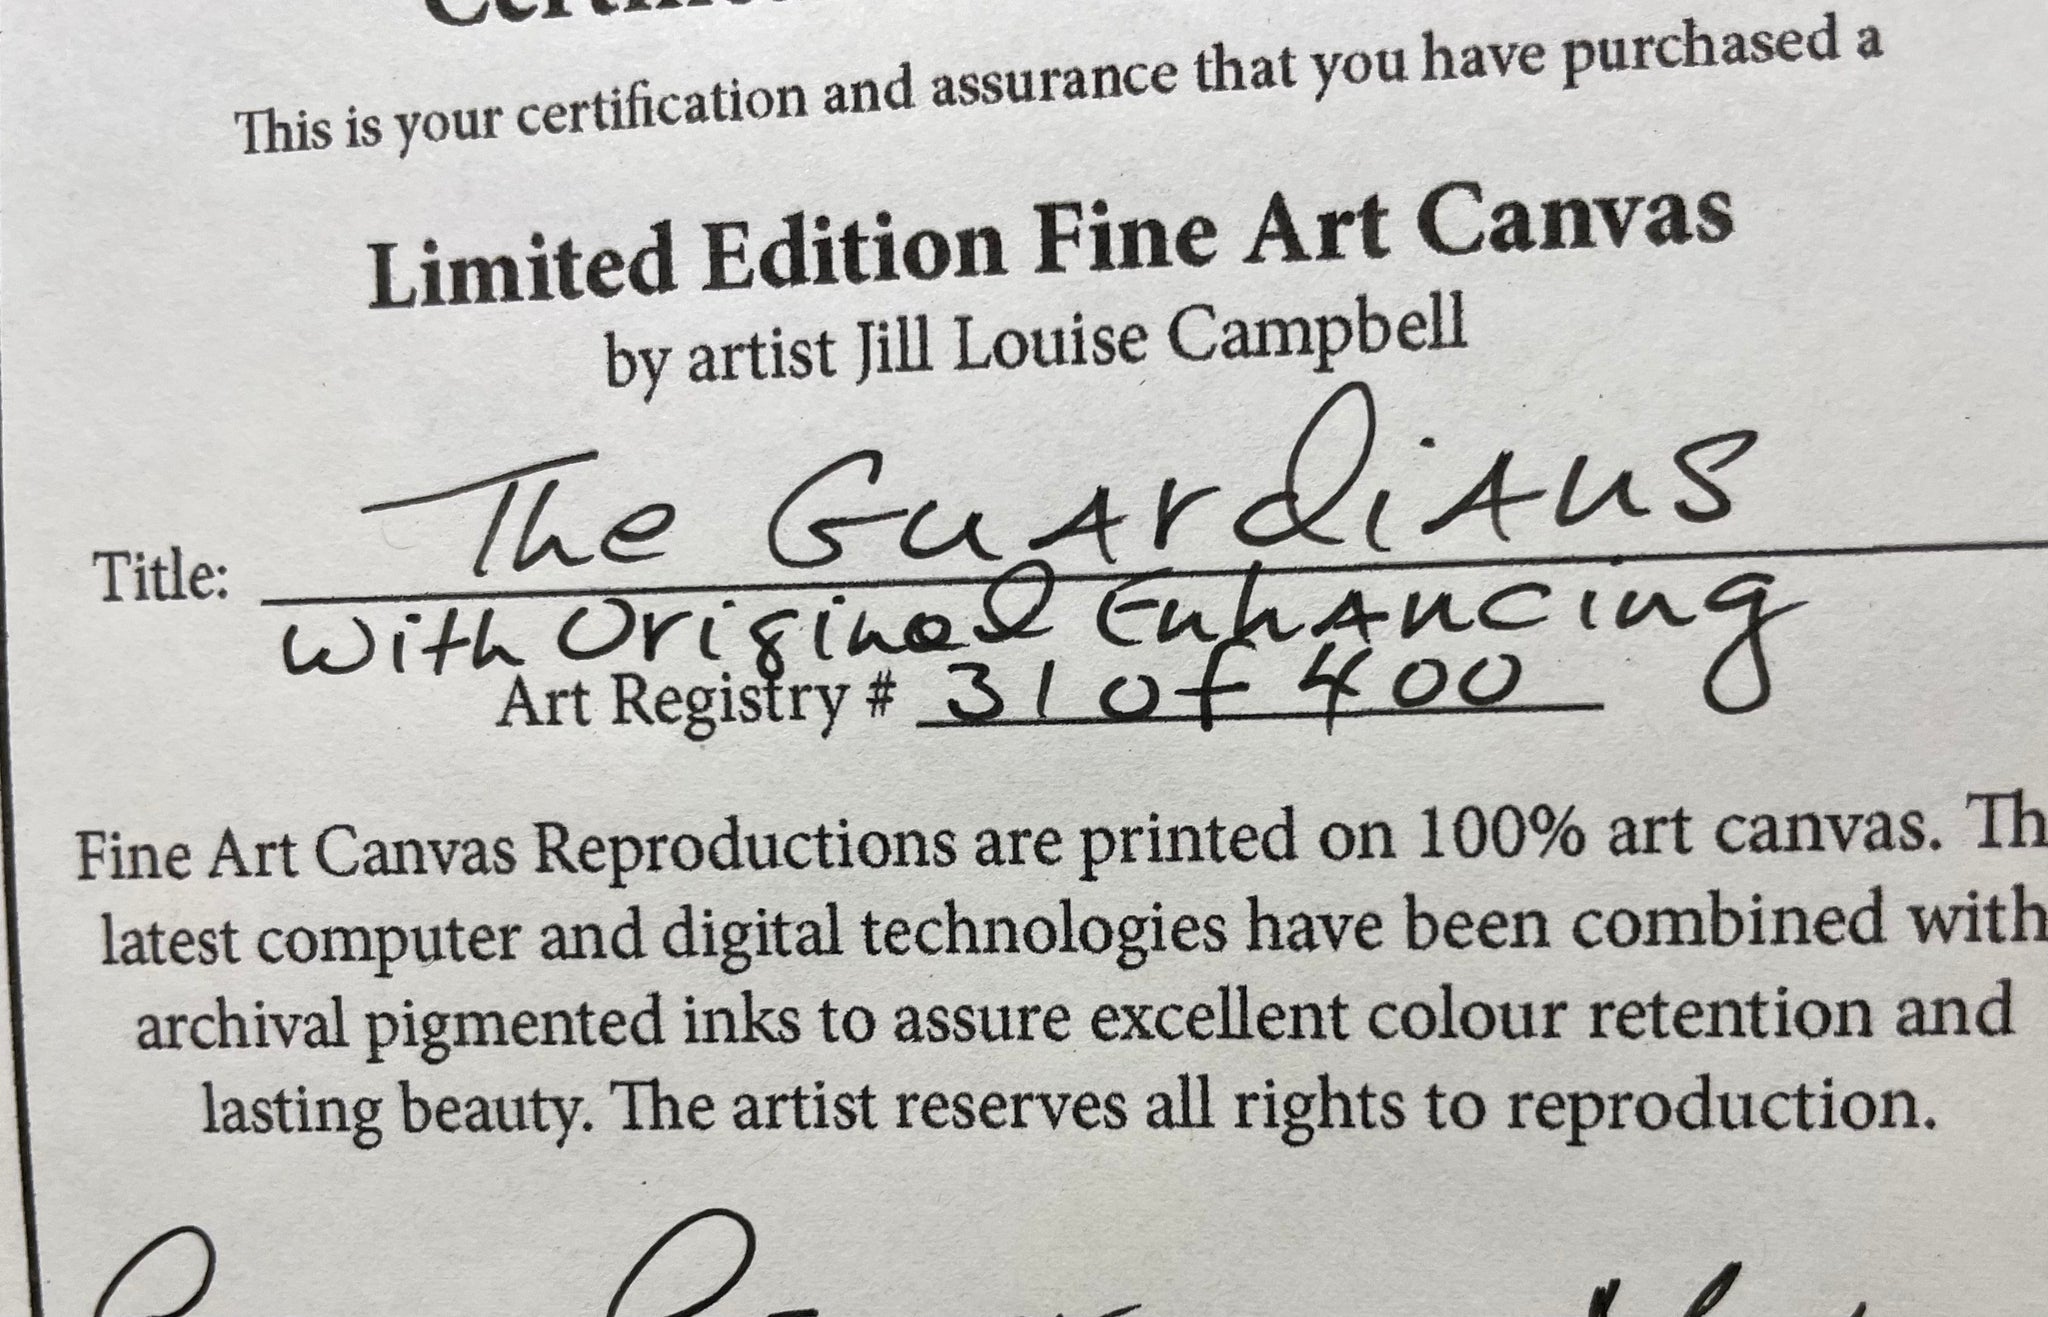 This is your certification and assurance that you have purchased a
Limited Edition Fine Art Canvas
by artist Jill Louise Campbell
Title: The Guardians
With Original Enhancing
Art Registry # 31 of 400
Fine Art Canvas Reproductions are printed on 100% art canvas. Th
latest computer and digital technologies have been combined with
archival pigmented inks to assure excellent colour retention and
lasting beauty. The artist reserves all rights to reproduction.